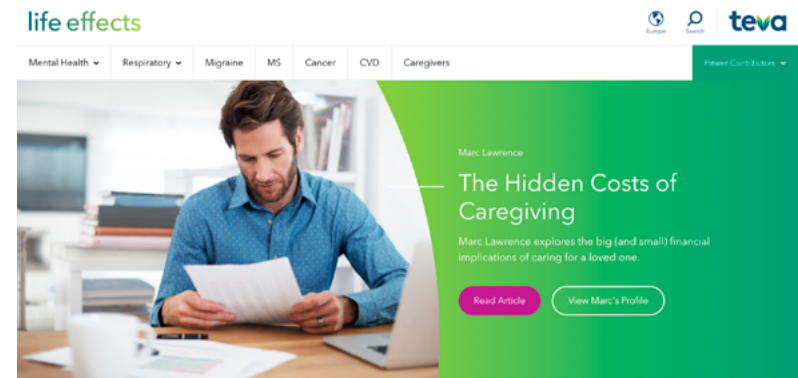 life effects
Europe
Search
teva
Mental Health
Respiratory
Migraine
MS
Cancer
CVD
Caregivers
Patient Contributors
Marc Lawrence
The Hidden Costs of
Caregiving
Marc Lawrence explores the big (and small) financial
implications of caring for a loved one.
Read Article
View Marc's Profile